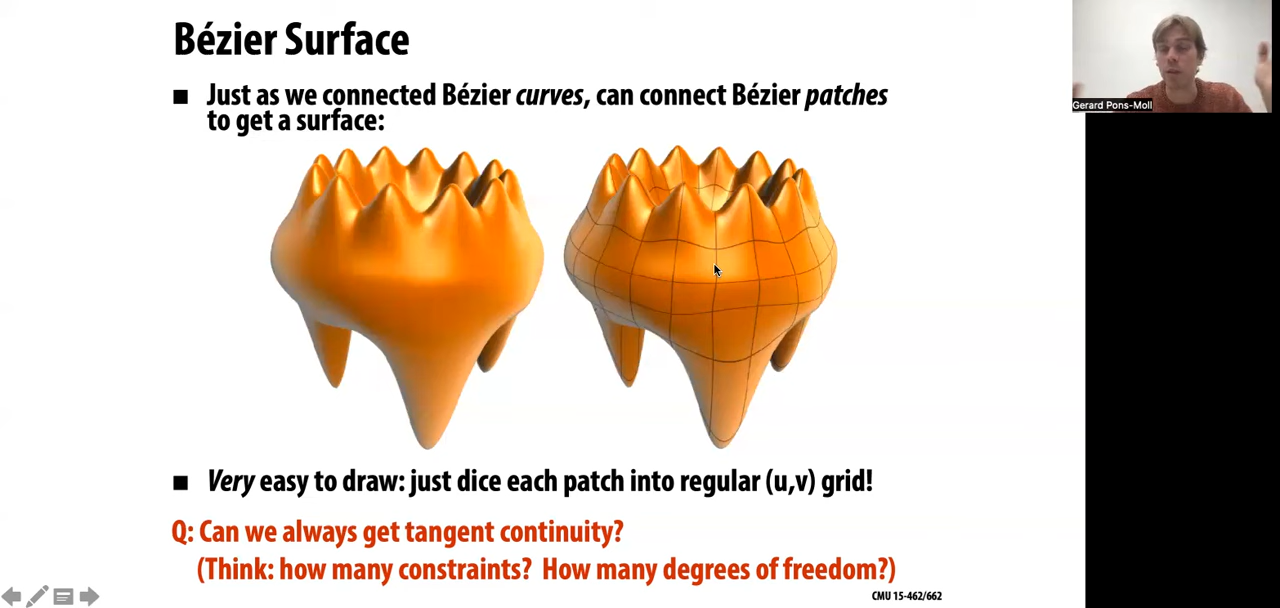 Bézier Surface
■ Just as we connected Bézier curves, can connect Bézier patches
to get a surface:
■ Very easy to draw: just dice each patch into regular (u,v) grid!
Q: Can we always get tangent continuity?
(Think: how many constraints? How many degrees of freedom?)
CMU 15-462/662
Gerard Pons-Moll